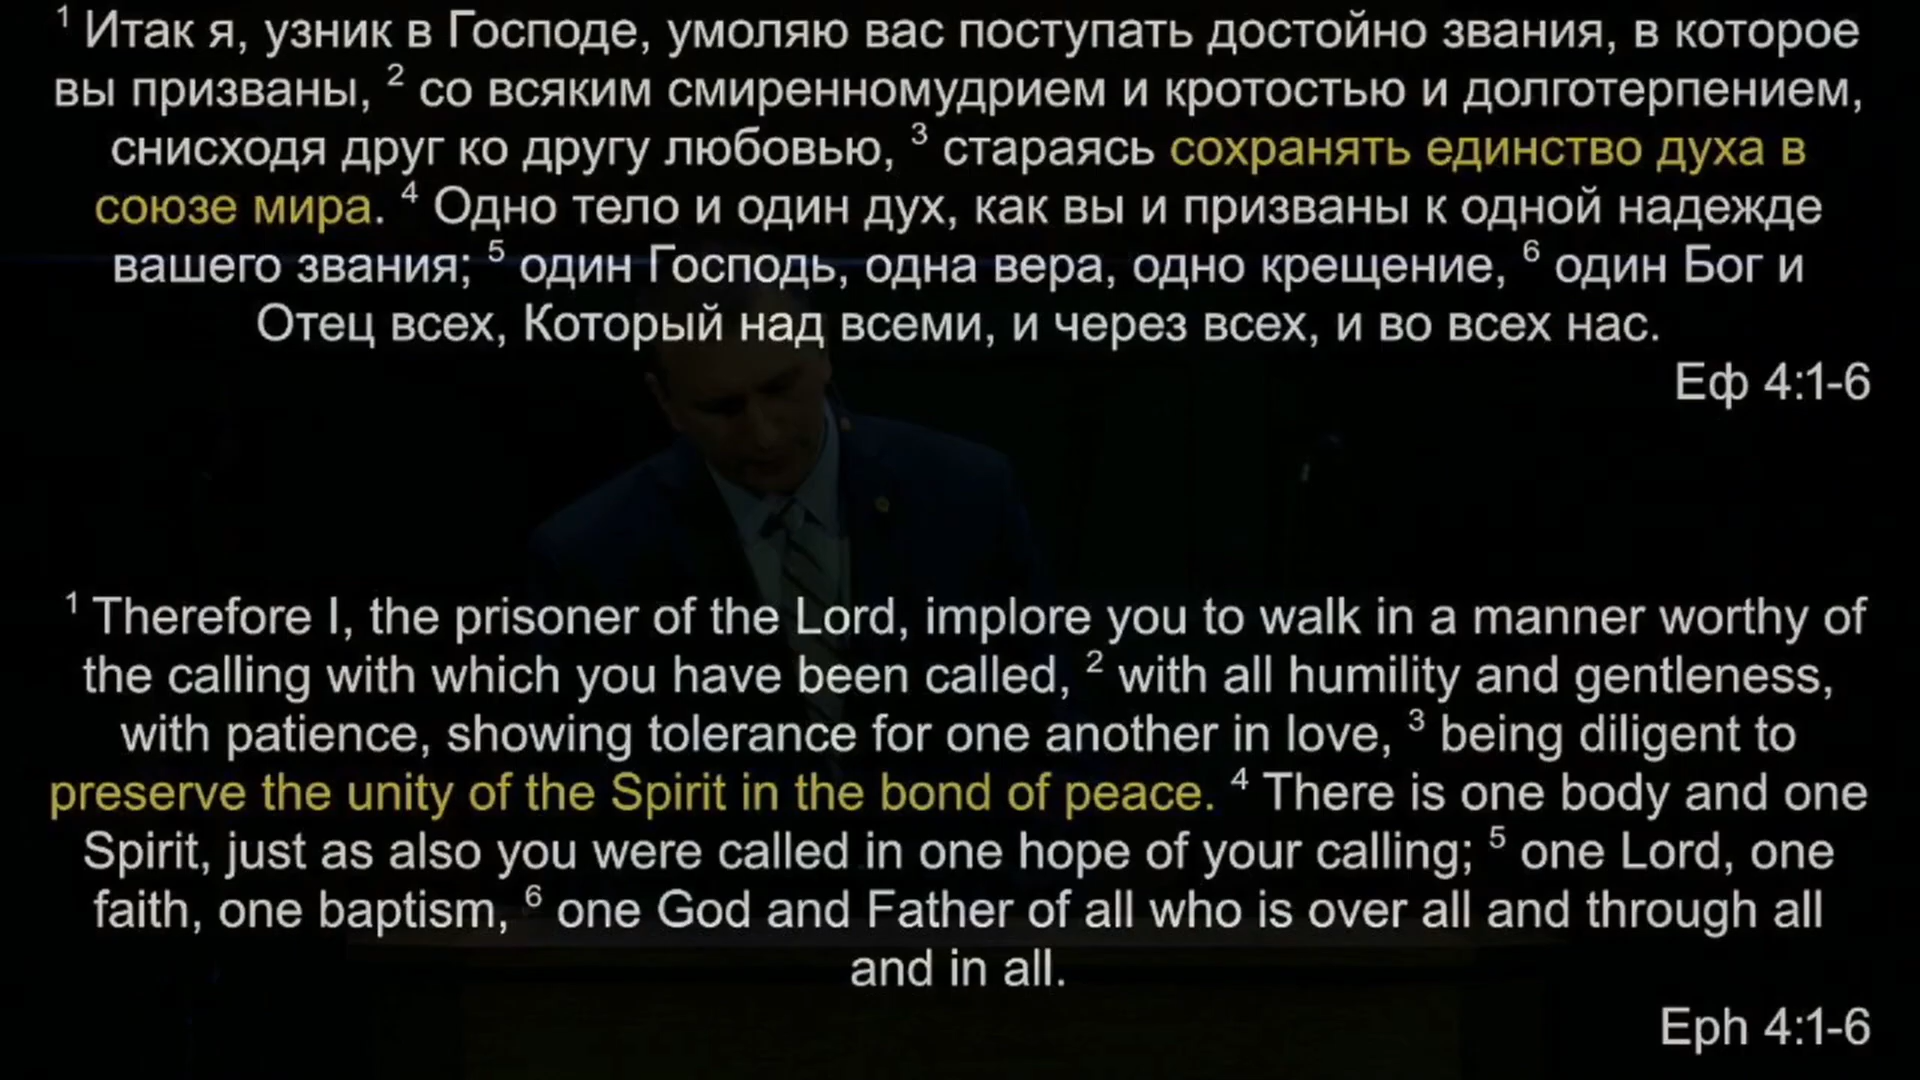 1 Итак я, узник в Господе, умоляю вас поступать достойно звания, в которое
вы призваны, 2 со всяким смиренномудрием и кротостью и долготерпением,
снисходя друг ко другу любовью, 3 стараясь сохранять единство духа в
союзе мира. 4 Одно тело и один дух, как вы и призваны к одной надежде
вашего звания; 5 один Господь, одна вера, одно крещение, 6 один Бог и
Отец всех, Который над всеми, и через всех, и во всех нас.
Еф 4:1-6
1 Therefore I, the prisoner of the Lord, implore you to walk in a manner worthy of
the calling with which you have been called, 2 with all humility and gentleness,
with patience, showing tolerance for one another in love, 3 being diligent to
preserve the unity of the Spirit in the bond of peace. 4 There is one body and one
Spirit, just as also you were called in one hope of your calling; 5 one Lord, one
faith, one baptism, 6 one God and Father of all who is over all and through all
and in all.
Eph 4:1-6